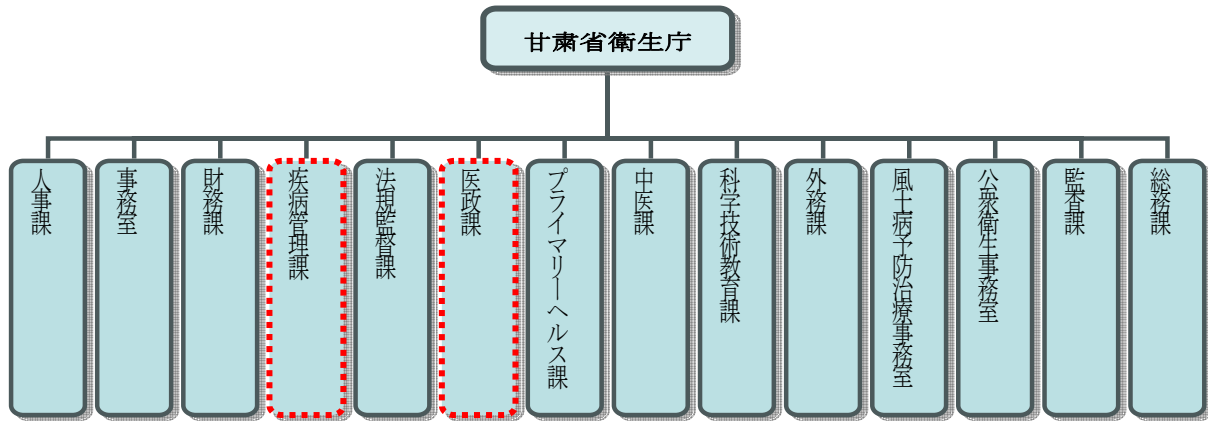 甘粛省衛生庁
人事課
事務室
財務課
疾病管理課
法規監督課
医政課
プライマリーヘルス課
中医課
科学技術教育課
外務課
風土病予防治療事務室
公衆衛生事務室
監査課
総務課